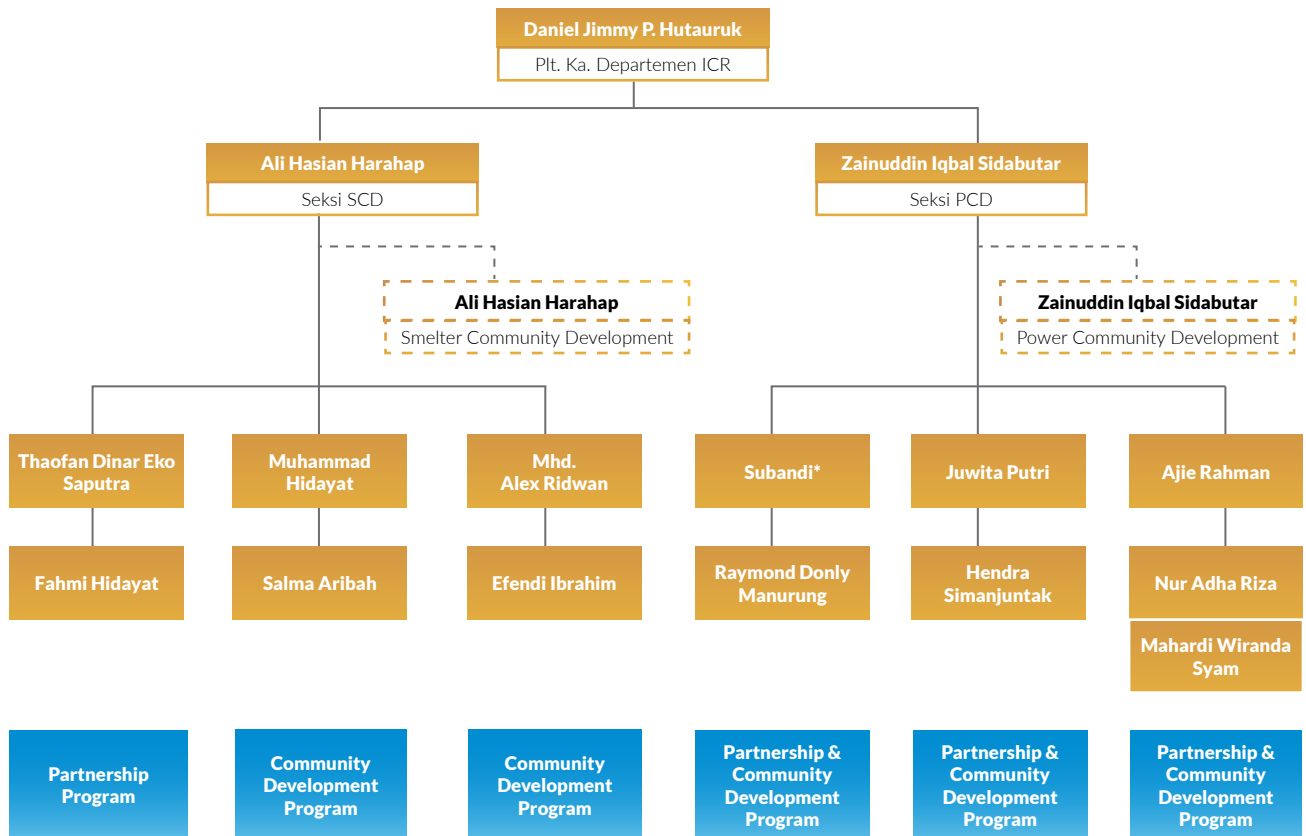 Daniel Jimmy P. Hutauruk
Plt. Ka. Departemen ICR
Ali Hasian Harahap
Seksi SCD
Zainuddin Iqbal Sidabutar
Seksi PCD
Ali Hasian Harahap
Smelter Community Development
Zainuddin Iqbal Sidabutar
Power Community Development
Thaofan Dinar Eko
Saputra
Muhammad
Hidayat
Mhd.
Alex Ridwan
Subandi*
Juwita Putri
Ajie Rahman
Fahmi Hidayat
Salma Aribah
Efendi Ibrahim
Raymond Donly
Manurung
Hendra
Simanjuntak
Nur Adha Riza
Mahardi Wiranda
Syam
Partnership
Program
Community
Development
Program
Community
Development
Program
Partnership &
Community
Development
Program
Partnership &
Community
Development
Program
Partnership &
Community
Development
Program